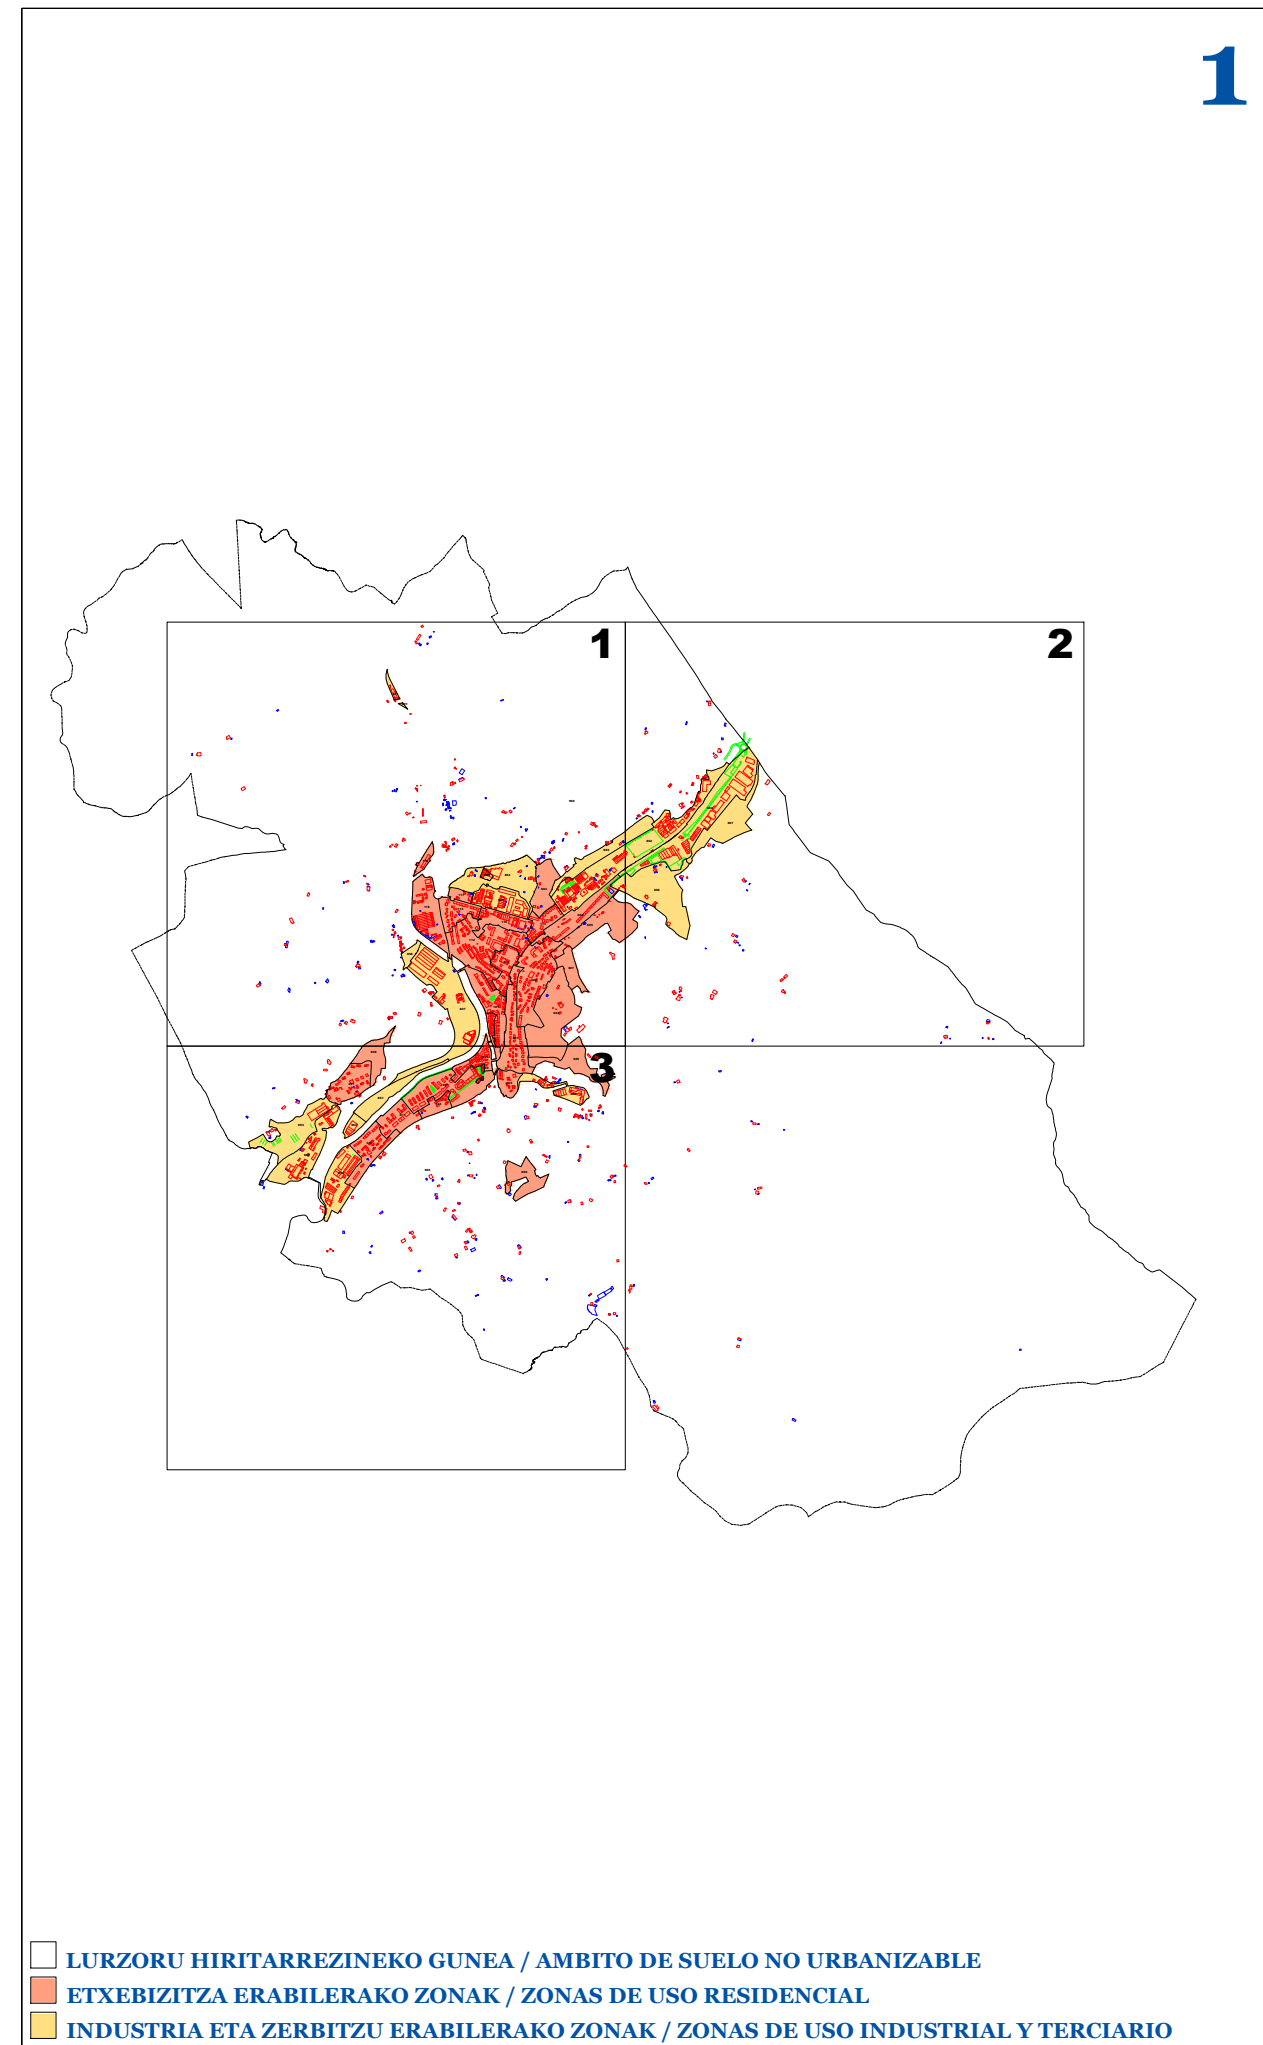 1
1
2
3
LURZORU HIRITARREZINEKO GUNEA / AMBITO DE SUELO NO URBANIZABLE
ETXEBIZITZA ERABILERAKO ZONAK / ZONAS DE USO RESIDENCIAL
INDUSTRIA ETA ZERBITZU ERABILERAKO ZONAK / ZONAS DE USO INDUSTRIAL Y TERCIARIO